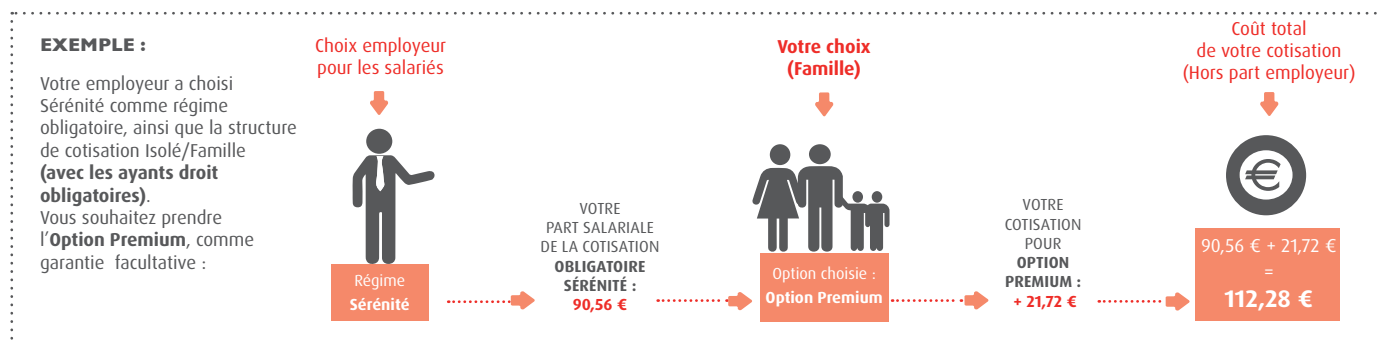 EXEMPLE :
Votre employeur a choisi
Sérénité comme régime
obligatoire, ainsi que la structure
de cotisation Isolé/Famille
(avec les ayants droit
obligatoires).
Vous souhaitez prendre
l'Option Premium, comme
garantie facultative :
Choix employeur
pour les salariés
Régime
Sérénité
VOTRE
PART SALARIALE
DE LA COTISATION
OBLIGATOIRE
SÉRÉNITÉ :
90,56 €
Votre choix
(Famille)
Option choisie :
Option Premium
VOTRE
COTISATION
POUR
OPTION
PREMIUM :
+ 21,72 €
Coût total
de votre cotisation
(Hors part employeur)
€
90,56 € + 21,72 €
=
112,28 €